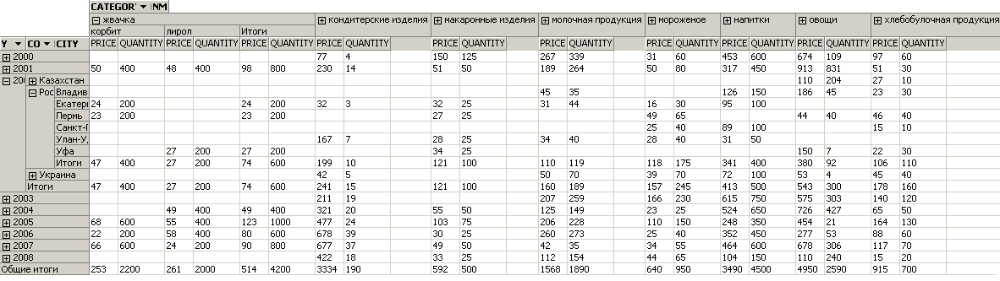 CATEGOR' NM
жвачка кондитерские изделия макаронные изделия молочная продукция мороженое напитки овощи хлебобулочная продукция
корбит лирол Итоги
Y CO CITY PRICE QUANTITY PRICE QUANTITY PRICE QUANTITY PRICE QUANTITY PRICE QUANTITY PRICE QUANTITY PRICE QUANTITY PRICE QUANTITY PRICE QUANTITY PRICE QUANTITY
2000 77 4 150 125 267 339 31 60 453 600 674 109 97 60
2001 50 400 48 400 98 800 230 14 51 50 189 264 50 80 317 450 913 831 51 30
200 Казахстан 110 204 27 10
Рос Владив 45 35 126 150 186 45 23 30
Екатери 24 200 24 200 32 3 32 25 31 44 16 30 95 100
Пермь 23 200 23 200 27 25 49 65 44 40 46 40
Санкт-П 25 40 89 100 15 10
Улан-У, 167 7 28 25 34 40 28 40 31 50
Уфа 27 200 27 200 34 25 150 7 22 30
Итоги 47 400 27 200 74 600 199 10 121 100 110 119 118 175 341 400 380 92 106 110
Украина 42 5 50 70 39 70 72 100 53 4 45 40
Итоги 47 400 27 200 74 600 241 15 121 100 160 189 157 245 413 500 543 300 178 160
2003 211 19 207 259 166 230 615 750 575 303 140 120
2004 49 400 49 400 321 20 55 50 125 149 23 25 524 650 726 427 65 50
2005 68 600 55 400 123 1000 477 24 103 75 206 228 110 150 248 350 454 21 164 130
2006 22 200 58 400 80 600 678 39 30 25 260 273 25 40 352 450 277 53 88 60
2007 66 600 24 200 90 800 677 37 49 50 42 35 34 55 464 600 678 306 117 70
2008 422 18 33 25 112 154 44 65 104 150 110 240 15 20
Общие итоги 253 2200 261 2000 514 4200 3334 190 592 500 1568 1890 640 950 3490 4500 4950 2590 915 700